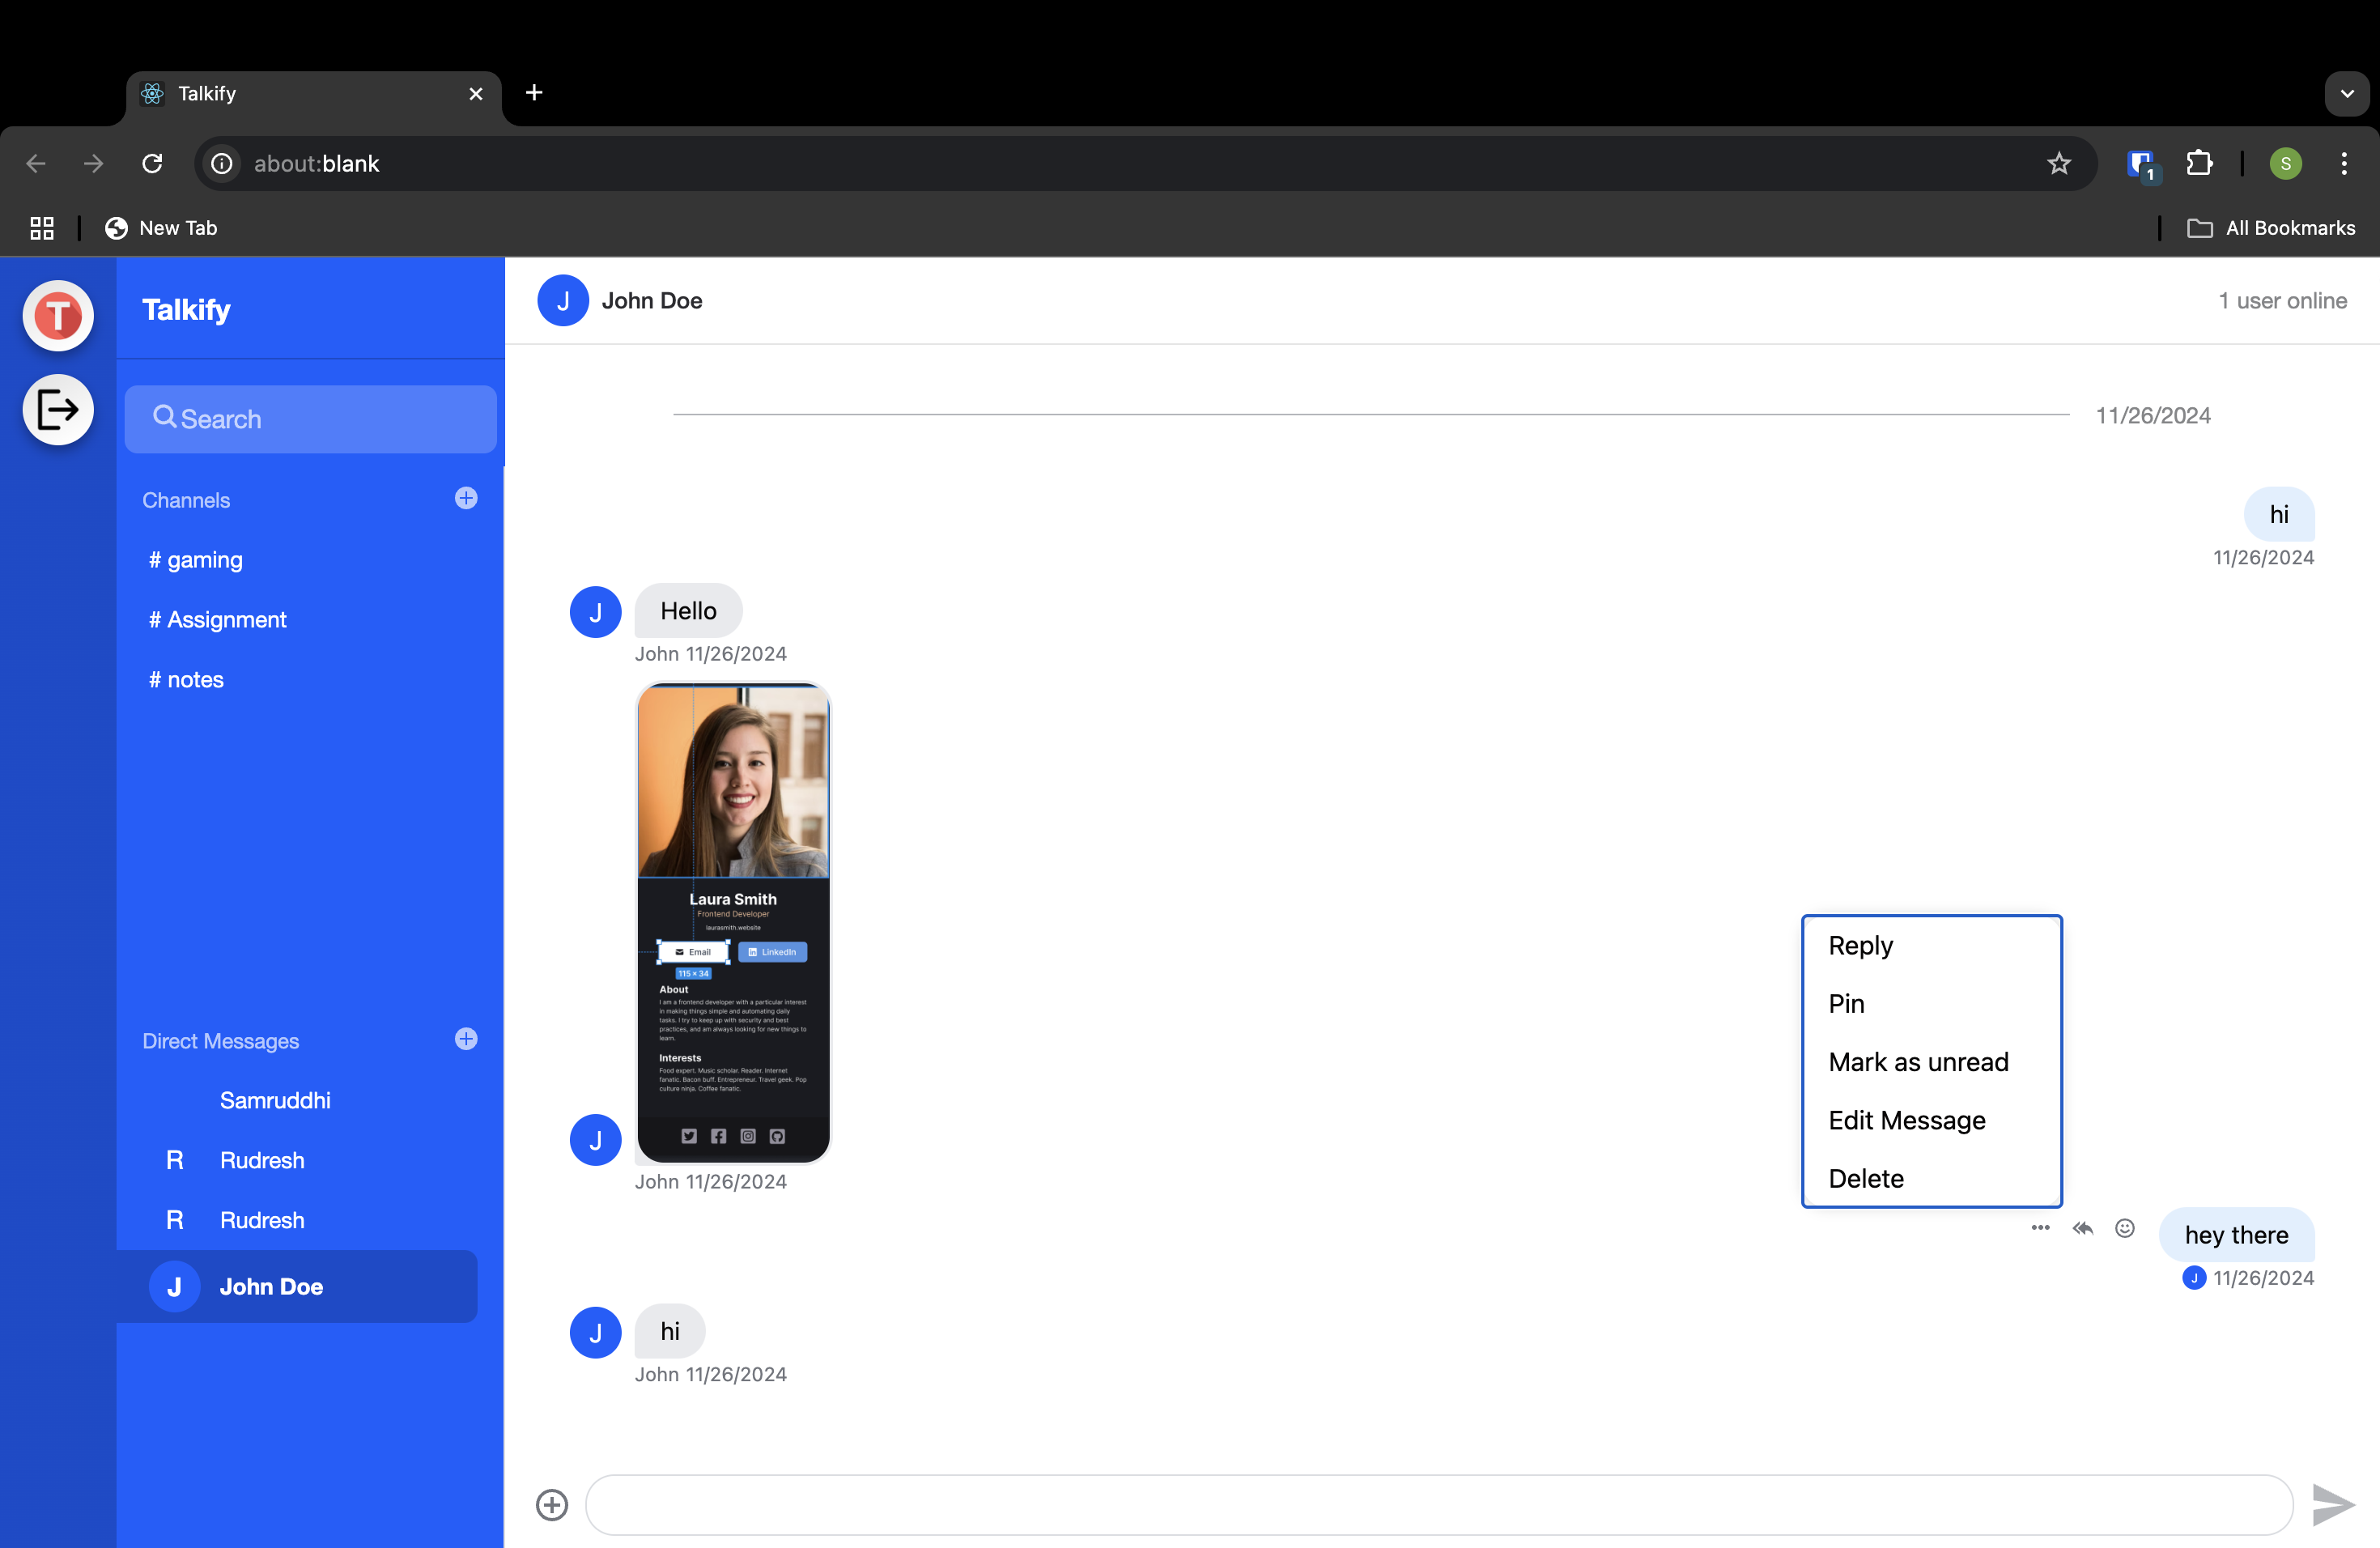 Talkify
about:blank
1
S
New Tab
All Bookmarks
T
Talkify
Search
Channels
# gaming
# Assignment
# notes
Direct Messages
Samruddhi
R Rudresh
R Rudresh
J John Doe
J John Doe
1 user online
11/26/2024
hi
11/26/2024
J Hello
John 11/26/2024
Laura Smith
Frontend Developer
laurasmith.website
Email
LinkedIn
115 × 34
About
I am a frontend developer with a particular interest
in making things simple and automating daily
tasks. I try to keep up with security and best
practices, and am always looking for new things to
learn.
Interests
Food expert. Music scholar. Reader. Internet
fanatic. Bacon buff. Entrepreneur. Travel geek. Pop
culture ninja. Coffee fanatic.
J
John 11/26/2024
Reply
Pin
Mark as unread
Edit Message
Delete
hey there
J 11/26/2024
J hi
John 11/26/2024